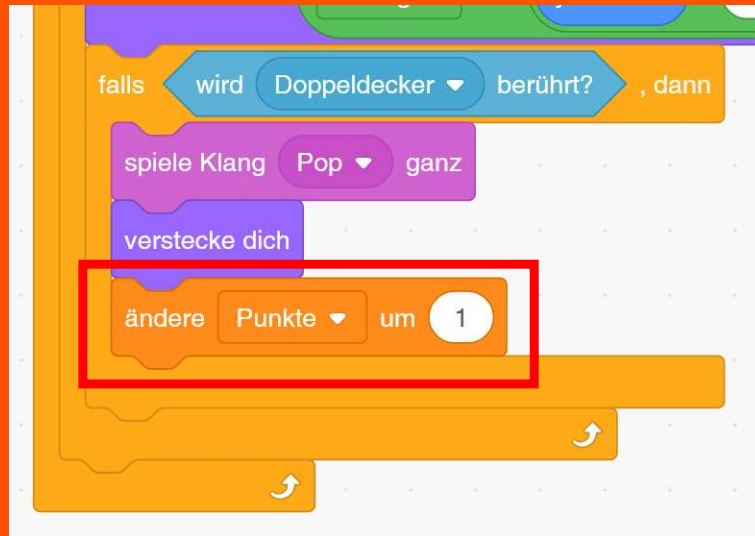 falls wird Doppeldecker berührt? , dann
spiele Klang Pop ganz
verstecke dich
ändere Punkte um 1